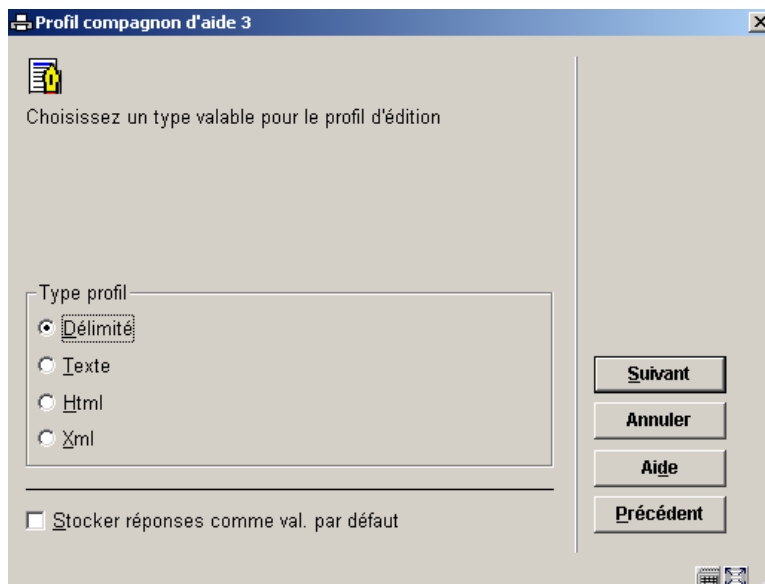 Profil compagnon d'aide 3
Choisissez un type valable pour le profil d'édition
Type profil
Délimité
Texte
Html
Xml
Stocker réponses comme val. par défaut
Suivant
Annuler
Aide
Précédent